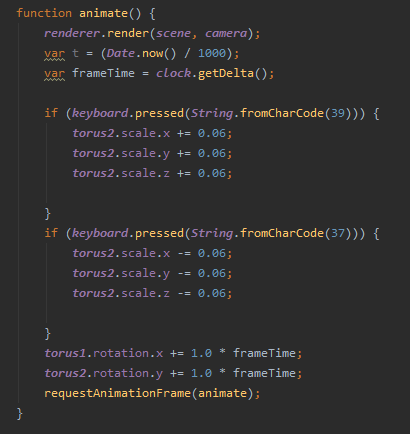 function animate() {
renderer.render(scene, camera);
var t = (Date.now() / 1000);
var frameTime = clock.getDelta();
if (keyboard.pressed(String.fromCharCode(39))) {
torus2.scale.x += 0.06;
torus2.scale.y += 0.06;
torus2.scale.z += 0.06;
}
if (keyboard.pressed(String.fromCharCode(37))) {
torus2.scale.x -= 0.06;
torus2.scale.y -= 0.06;
torus2.scale.z -= 0.06;
}
torus1.rotation.x += 1.0 * frameTime;
torus2.rotation.y += 1.0 * frameTime;
requestAnimationFrame(animate);
}